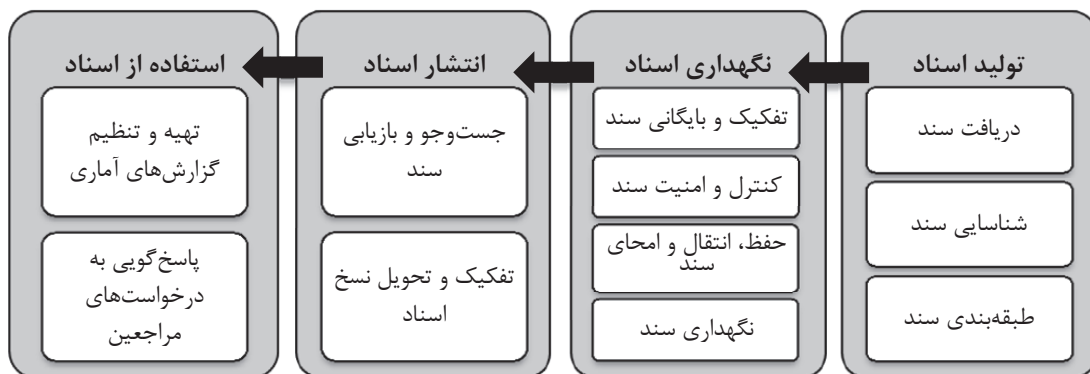 تولید اسناد
دریافت سند
شناسایی سند
طبقه‌بندی سند
نگهداری اسناد
تفکیک و بایگانی سند
کنترل و امنیت سند
حفظ، انتقال و امحای
سند
نگهداری سند
انتشار اسناد
جست‌وجو و بازیابی
سند
تفکیک و تحویل نسخ
اسناد
استفاده از اسناد
تهیه و تنظیم
گزارش‌های آماری
پاسخ‌گویی به
درخواست‌های
مراجعین